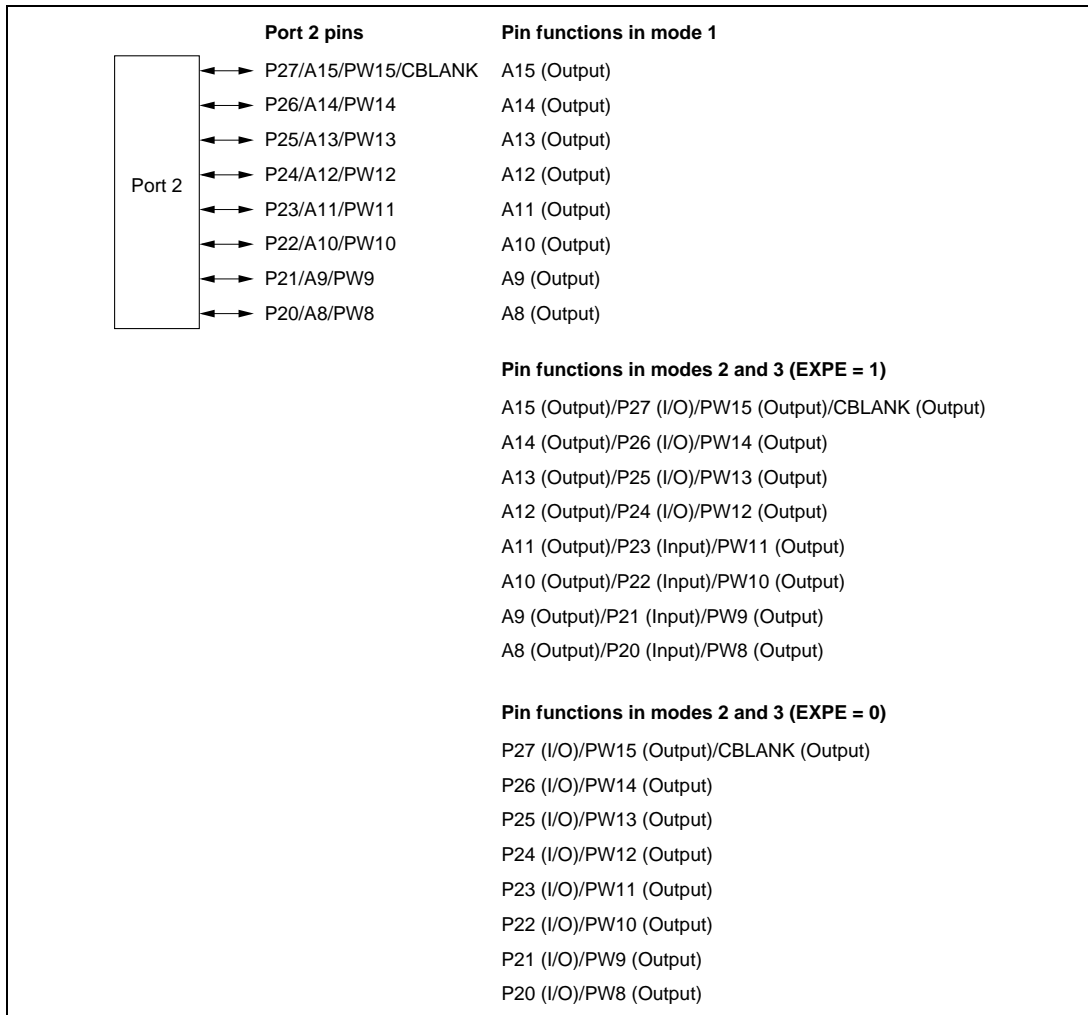 Port 2 pins Pin functions in mode 1
P27/A15/PW15/CBLANK A15 (Output)
P26/A14/PW14 A14 (Output)
P25/A13/PW13 A13 (Output)
Port 2 P24/A12/PW12 A12 (Output)
P23/A11/PW11 A11 (Output)
P22/A10/PW10 A10 (Output)
P21/A9/PW9 A9 (Output)
P20/A8/PW8 A8 (Output)
Pin functions in modes 2 and 3 (EXPE = 1)
A15 (Output)/P27 (I/O)/PW15 (Output)/CBLANK (Output)
A14 (Output)/P26 (I/O)/PW14 (Output)
A13 (Output)/P25 (I/O)/PW13 (Output)
A12 (Output)/P24 (I/O)/PW12 (Output)
A11 (Output)/P23 (Input)/PW11 (Output)
A10 (Output)/P22 (Input)/PW10 (Output)
A9 (Output)/P21 (Input)/PW9 (Output)
A8 (Output)/P20 (Input)/PW8 (Output)
Pin functions in modes 2 and 3 (EXPE = 0)
P27 (I/O)/PW15 (Output)/CBLANK (Output)
P26 (I/O)/PW14 (Output)
P25 (I/O)/PW13 (Output)
P24 (I/O)/PW12 (Output)
P23 (I/O)/PW11 (Output)
P22 (I/O)/PW10 (Output)
P21 (I/O)/PW9 (Output)
P20 (I/O)/PW8 (Output)